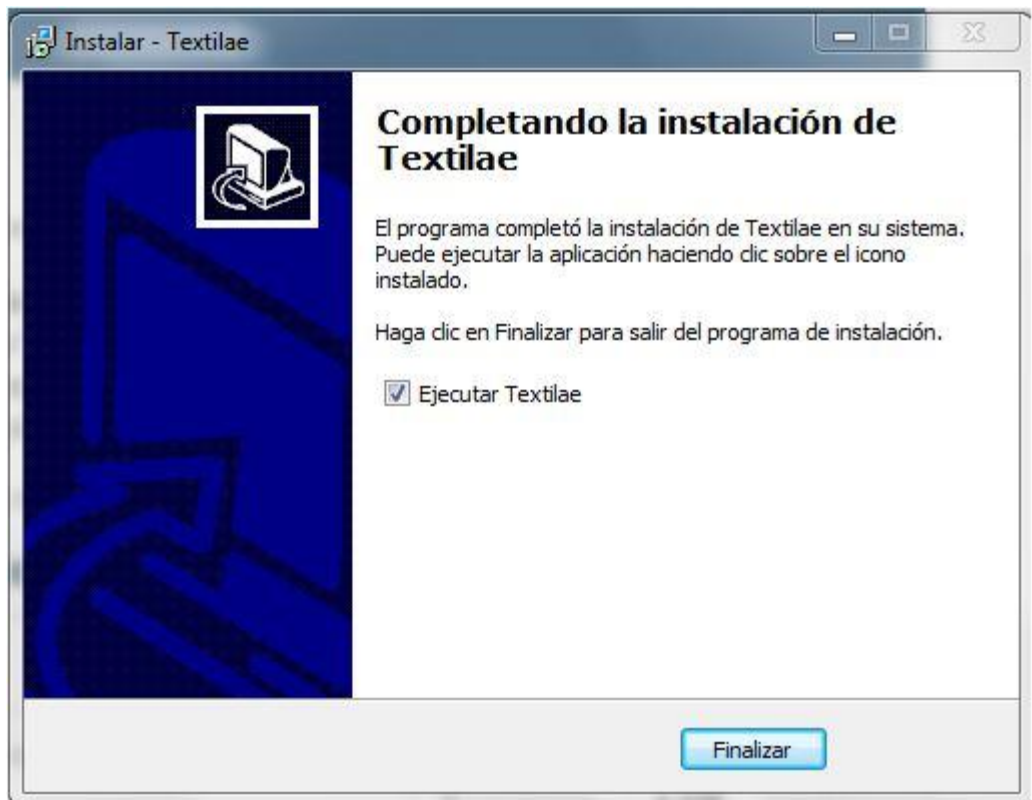 Instalar - Textilae
Completando la instalación de
Textilae
El programa completó la instalación de Textilae en su sistema.
Puede ejecutar la aplicación haciendo clic sobre el icono
instalado.
Haga clic en Finalizar para salir del programa de instalación.
Ejecutar Textilae
Finalizar